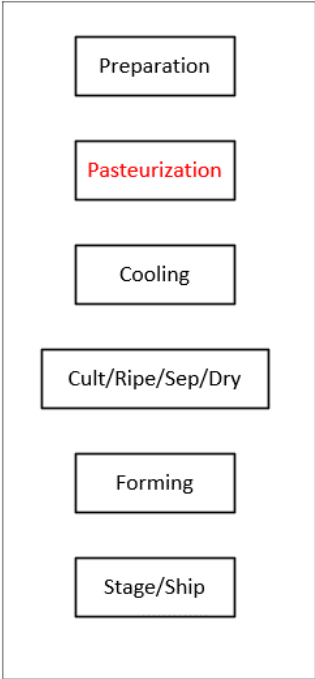 Preparation
Pasteurization
Cooling
Cult/Ripe/Sep/Dry
Forming
Stage/Ship